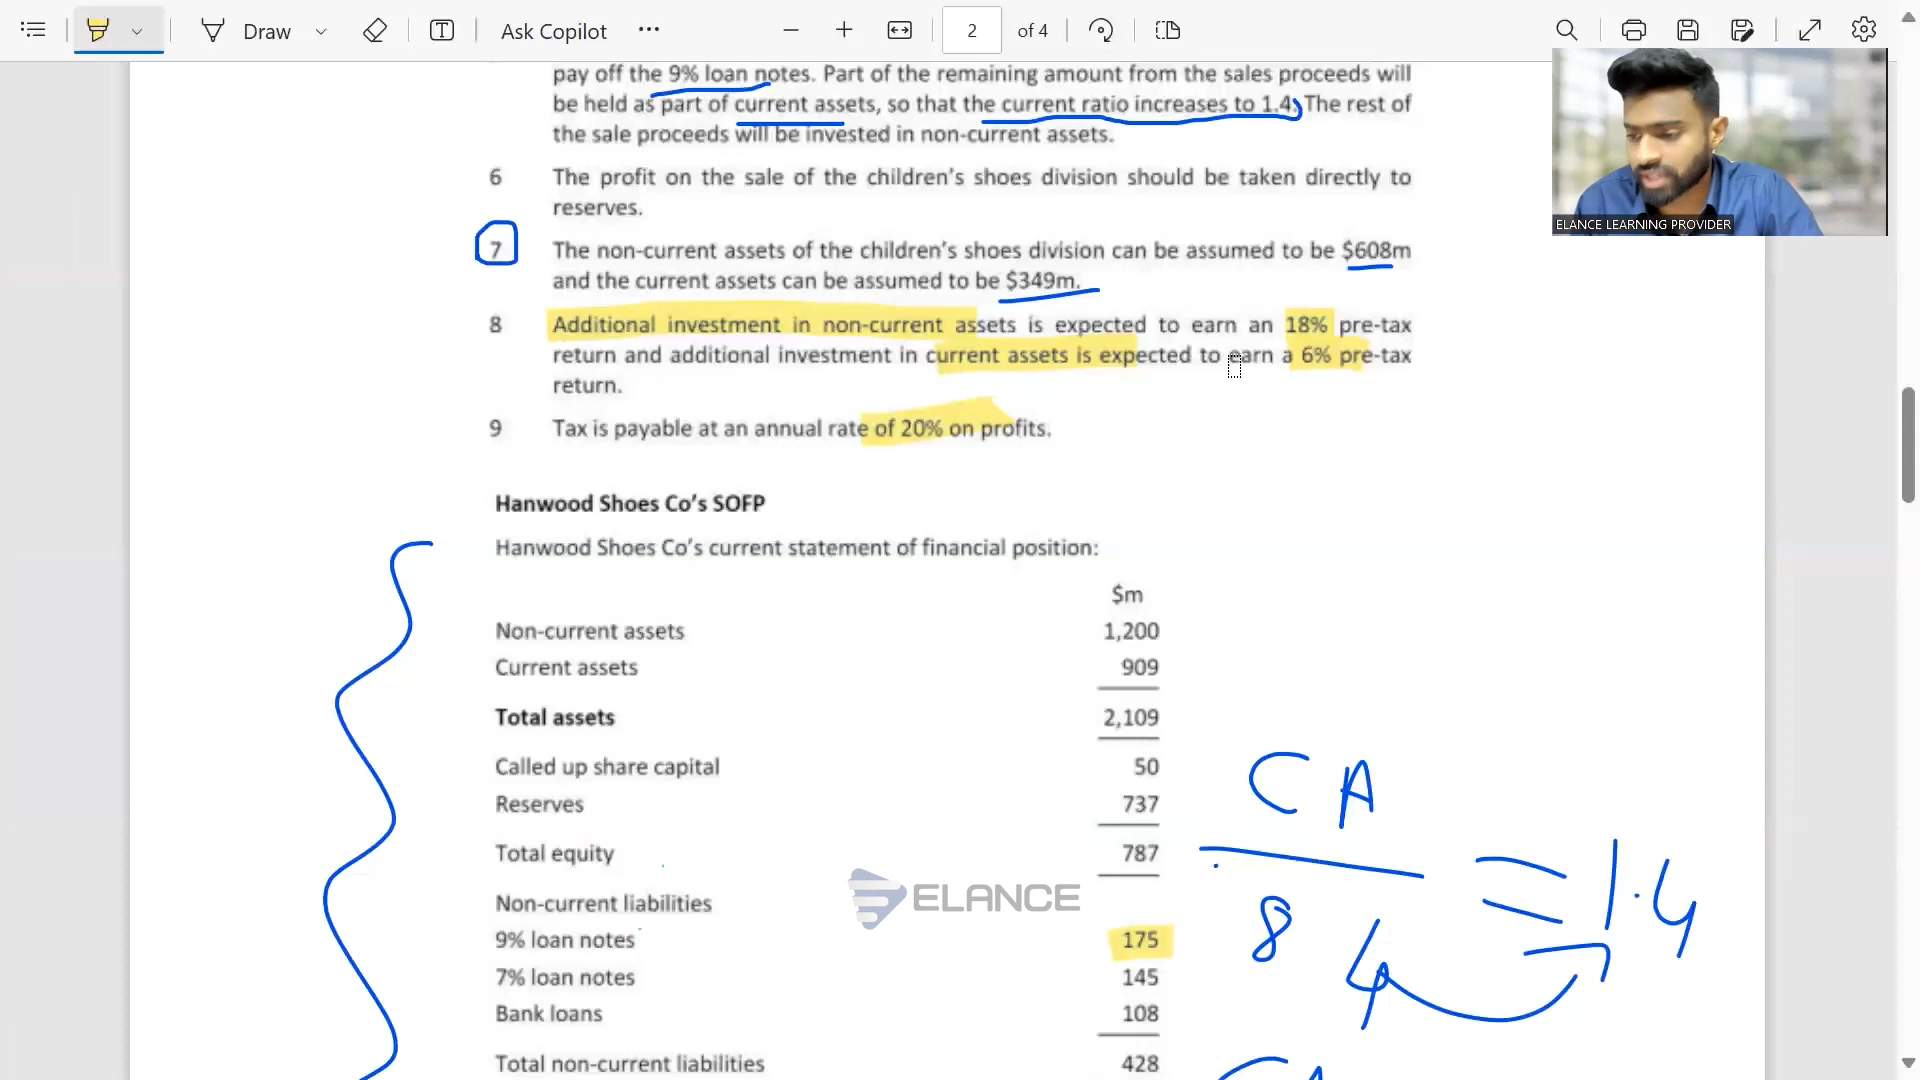 Draw
Ask Copilot
2 of 4
ELANCE LEARNING PROVIDER
pay off the 9% loan notes. Part of the remaining amount from the sales proceeds will
be held as part of current assets, so that the current ratio increases to 1.4. The rest of
the sale proceeds will be invested in non-current assets.
6 The profit on the sale of the children's shoes division should be taken directly to
reserves.
7 The non-current assets of the children's shoes division can be assumed to be $608m
and the current assets can be assumed to be $349m.
8 Additional investment in non-current assets is expected to earn an 18% pre-tax
return and additional investment in current assets is expected to earn a 6% pre-tax
return.
9 Tax is payable at an annual rate of 20% on profits.
Hanwood Shoes Co's SOFP
Hanwood Shoes Co's current statement of financial position:
$m
Non-current assets 1,200
Current assets 909
Total assets 2,109
Called up share capital 50
Reserves 737
Total equity 787
Non-current liabilities
9% loan notes 175
7% loan notes 145
Bank loans 108
Total non-current liabilities 428
ELANCE
CA
84 = 1.4
CA